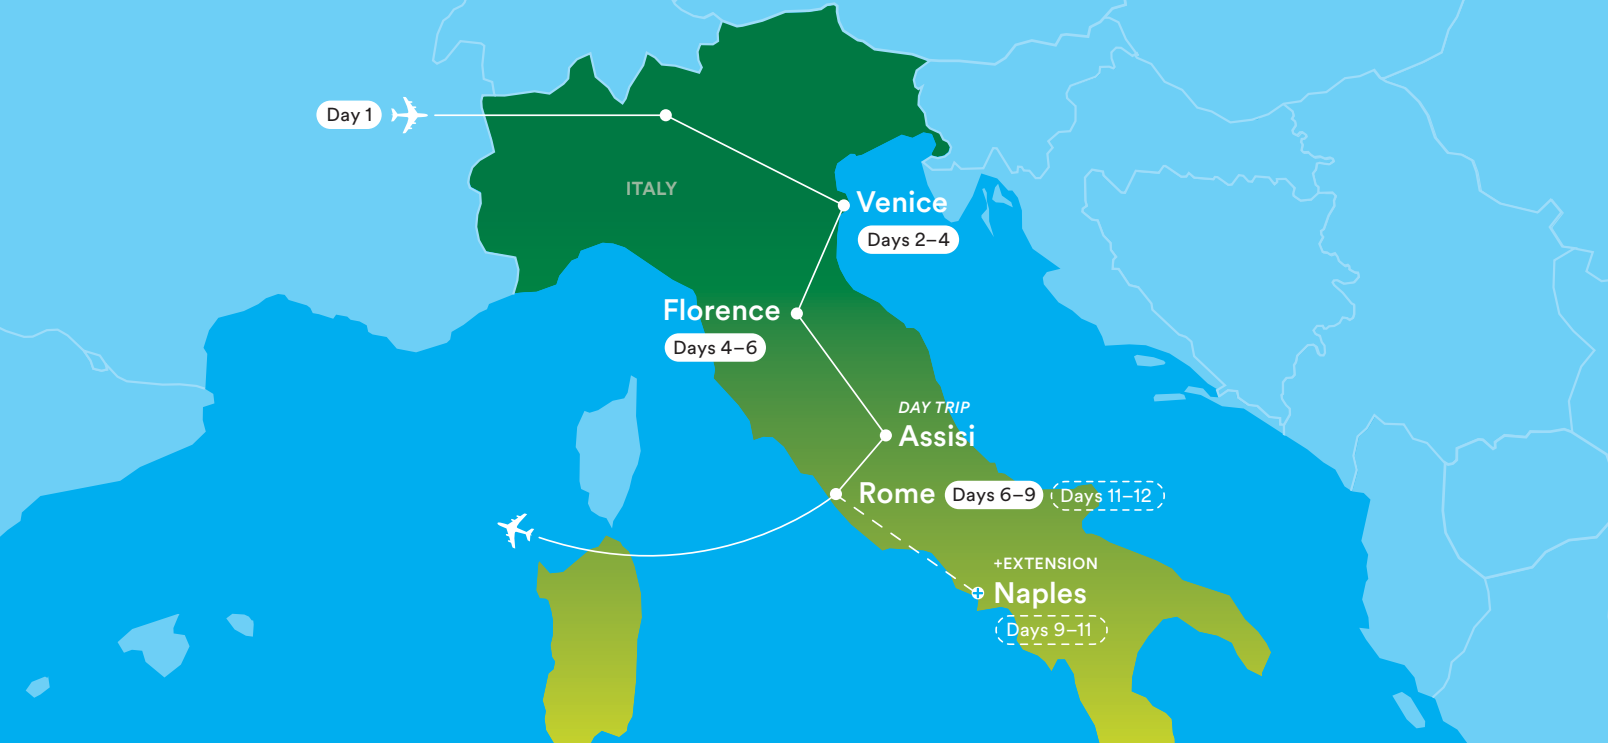 Day 1
ITALY
Venice
Days 2–4
Florence
Days 4–6
DAY TRIP
Assisi
Rome Days 6–9 Days 11–12
+EXTENSION
Naples
Days 9–11